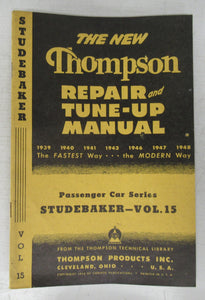 STUDEBAKER
VOL 15
THE NEW
Thompson
REPAIR and
TUNE-UP
MANUAL
1939 1940 1941 1942 1946 1947 1948
The FASTEST Way ... the MODERN Way
Passenger Car Series
STUDEBAKER—VOL. 15
FROM THE THOMPSON TECHNICAL LIBRARY
THOMPSON PRODUCTS INC.
CLEVELAND, OHIO · · · U. S. A.